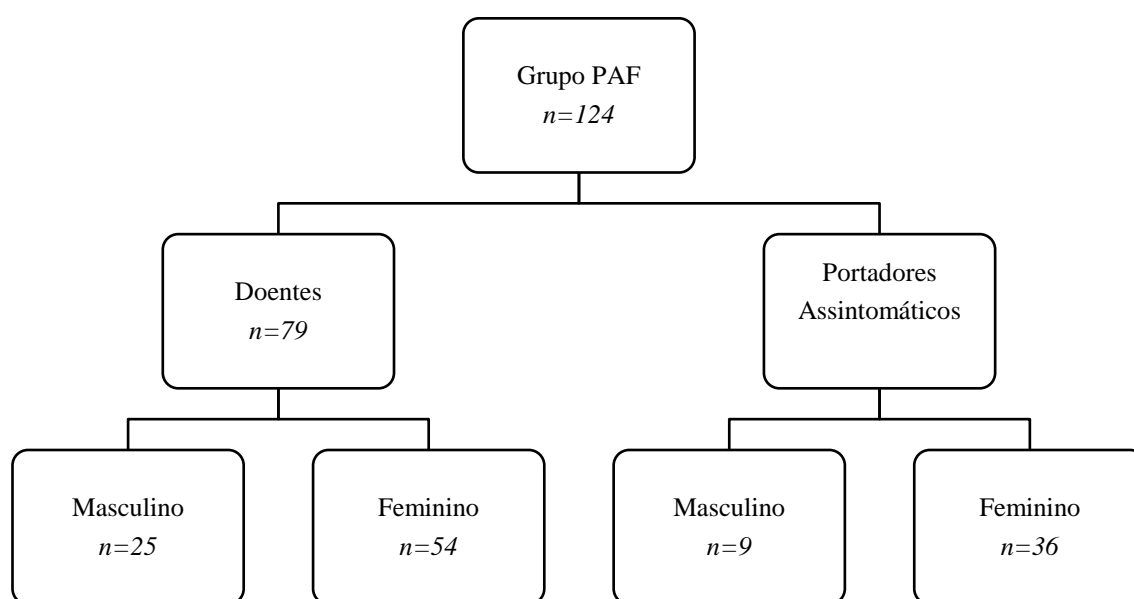 Grupo PAF
n=124
Doentes
n=79
Portadores
Assintomáticos
Masculino
n=25
Feminino
n=54
Masculino
n=9
Feminino
n=36